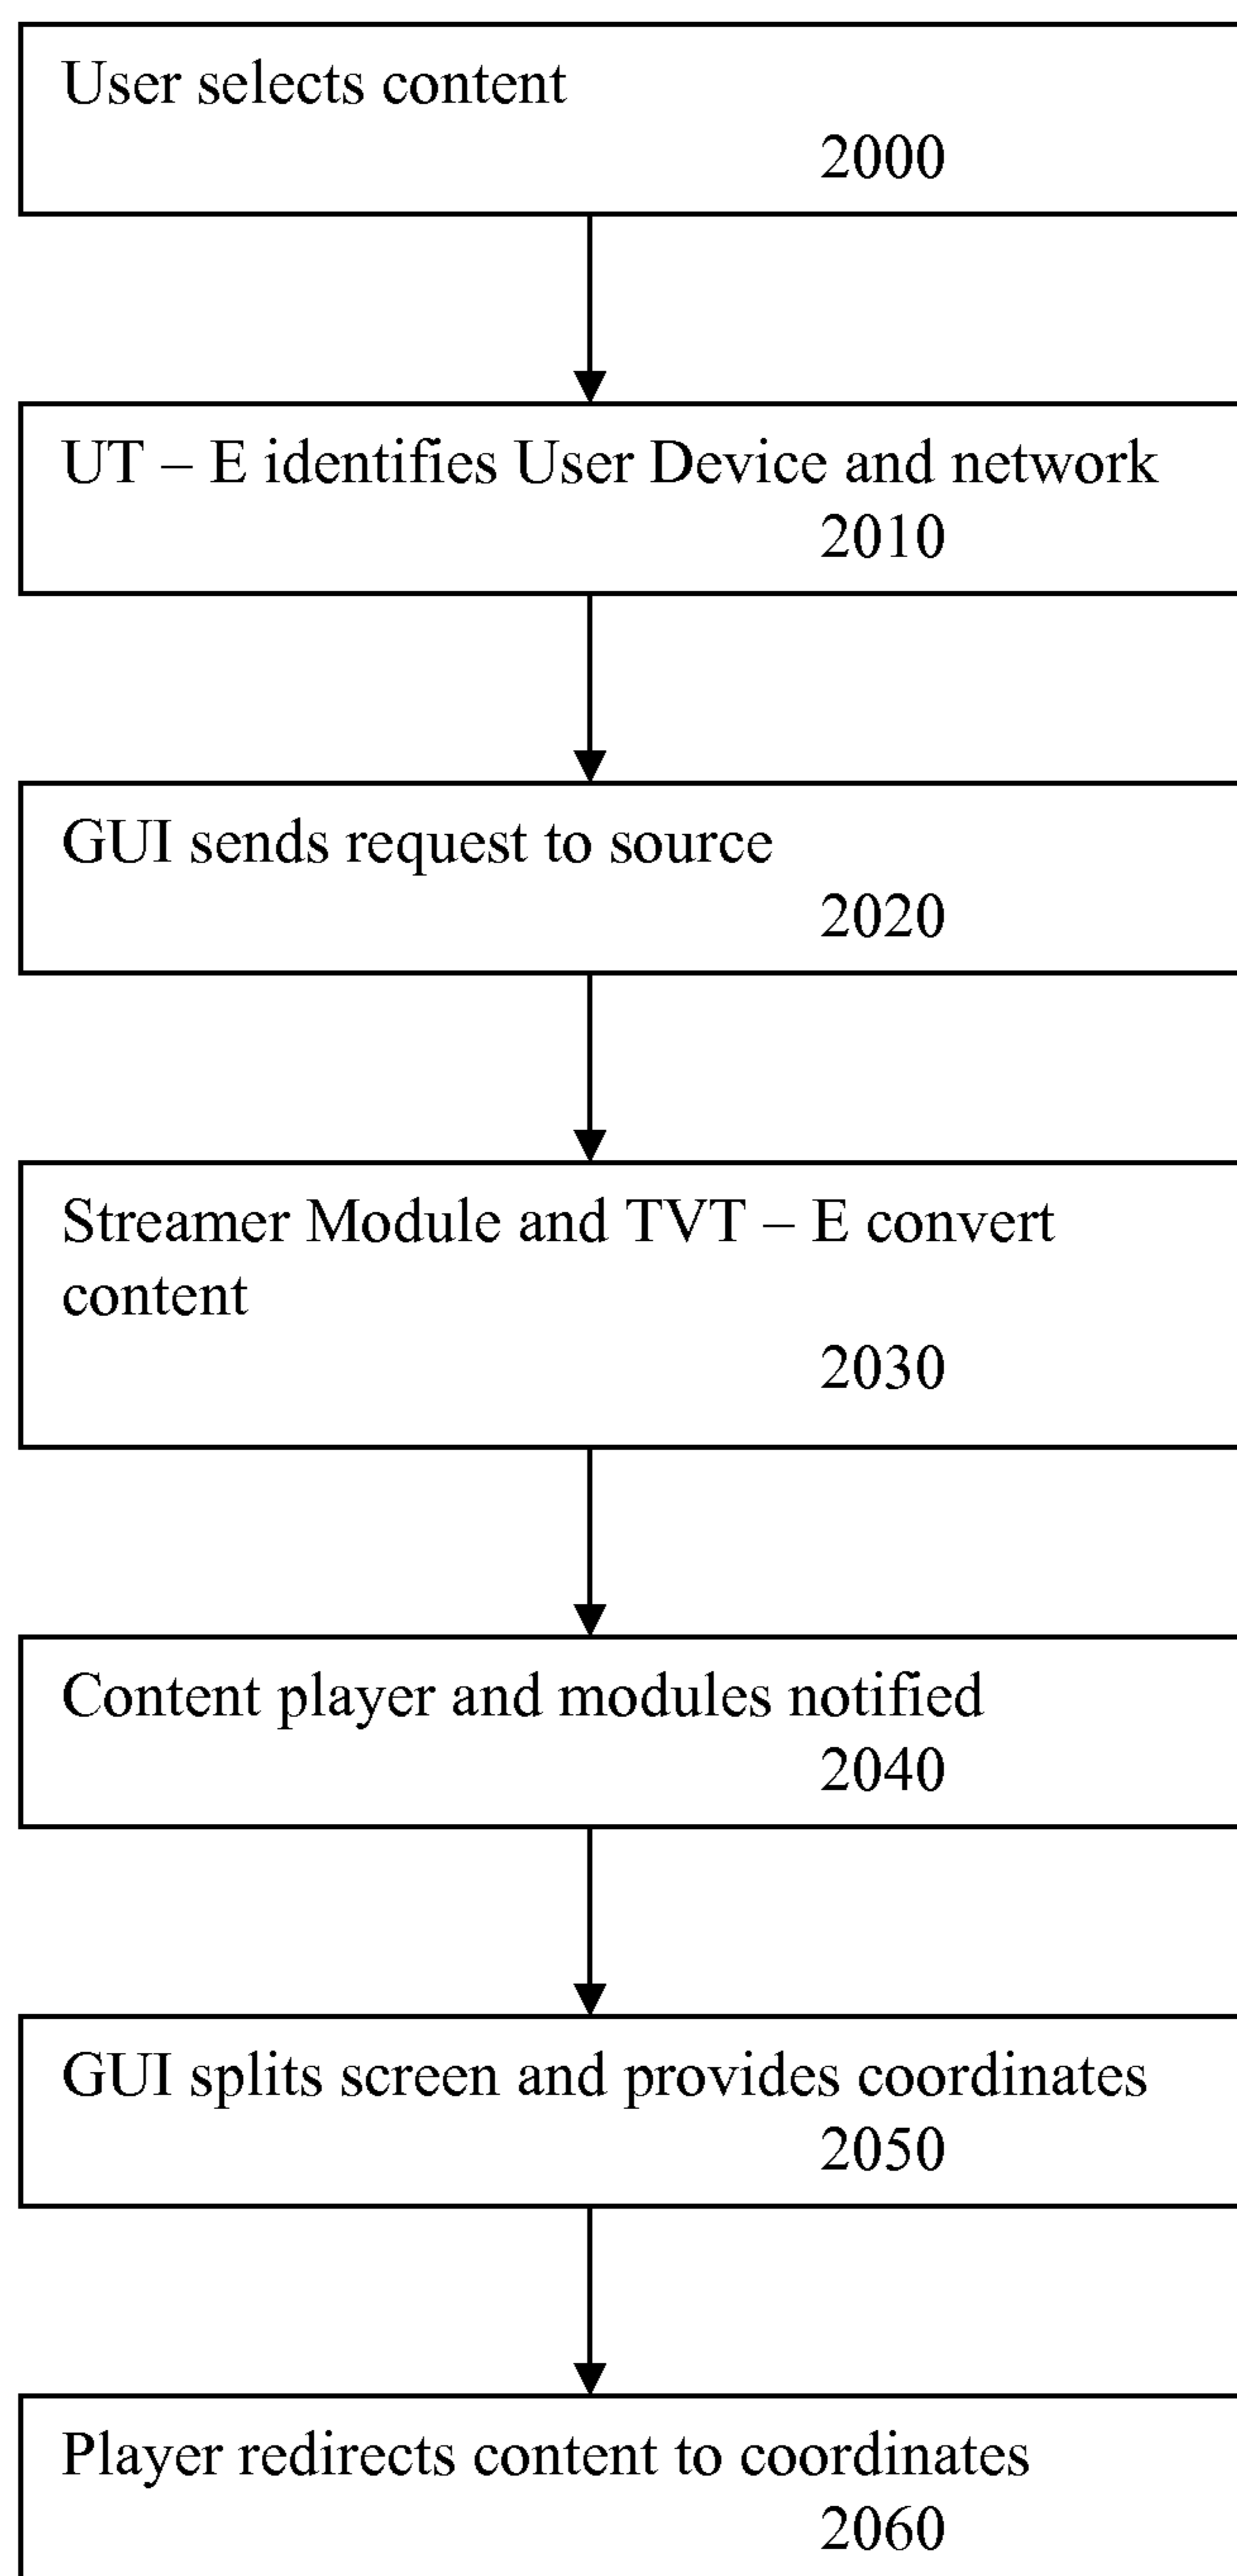 User selects content
2000
UT – E identifies User Device and network
2010
GUI sends request to source
2020
Streamer Module and TVT – E convert
content
2030
Content player and modules notified
2040
GUI splits screen and provides coordinates
2050
Player redirects content to coordinates
2060